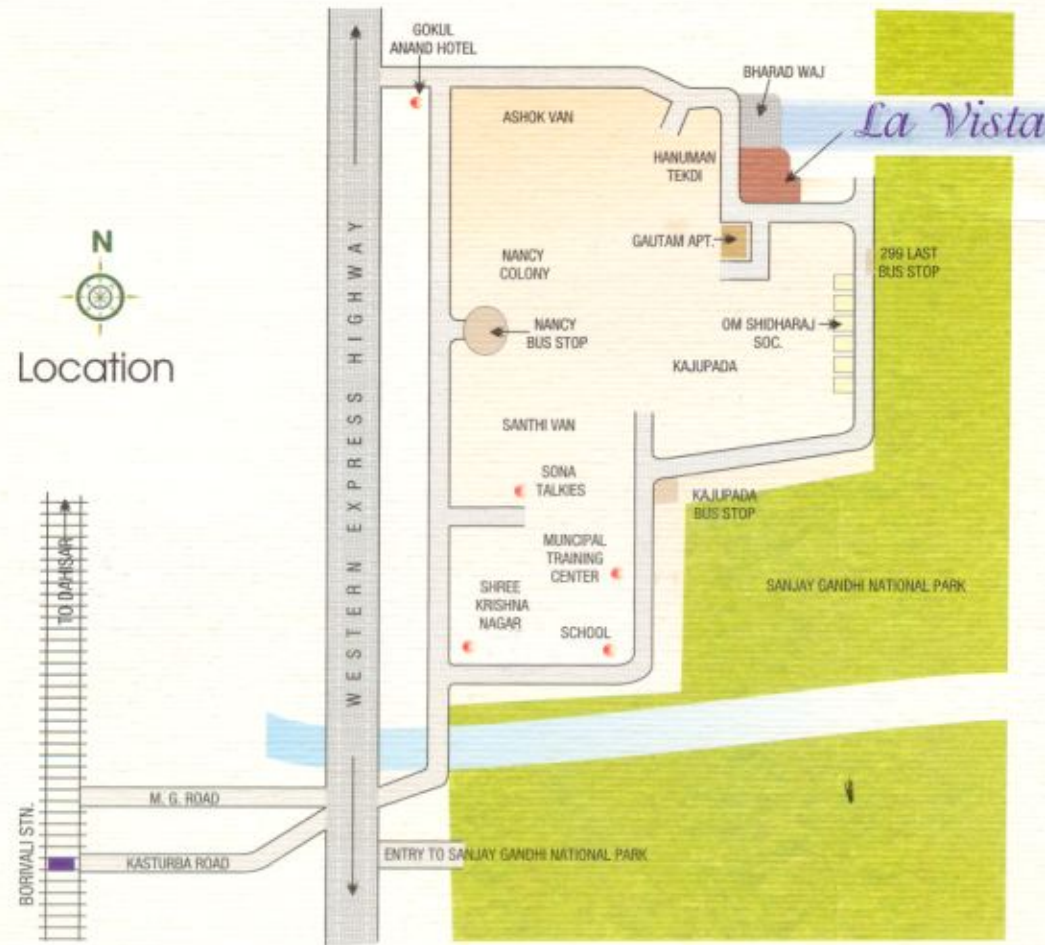 GOKUL
ANAND HOTEL
BHARAD WAJ
La Vista
ASHOK VAN
HANUMAN
TEKDI
N
Location
GAUTAM APT.
NANCY
COLONY
299 LAST
BUS STOP
NANCY
BUS STOP
OM SHIDHARAJ
SOC.
KAJUPADA
WESTERN EXPRESS HIGHWAY
SANTHI VAN
SONA
TALKIES
KAJUPADA
BUS STOP
MUNCIPAL
TRAINING
CENTER
TO DAHISAR
SANJAY GANDHI NATIONAL PARK
SHREE
KRISHNA
NAGAR
SCHOOL
M. G. ROAD
BORIVALI STN.
KASTURBA ROAD
ENTRY TO SANJAY GANDHI NATIONAL PARK